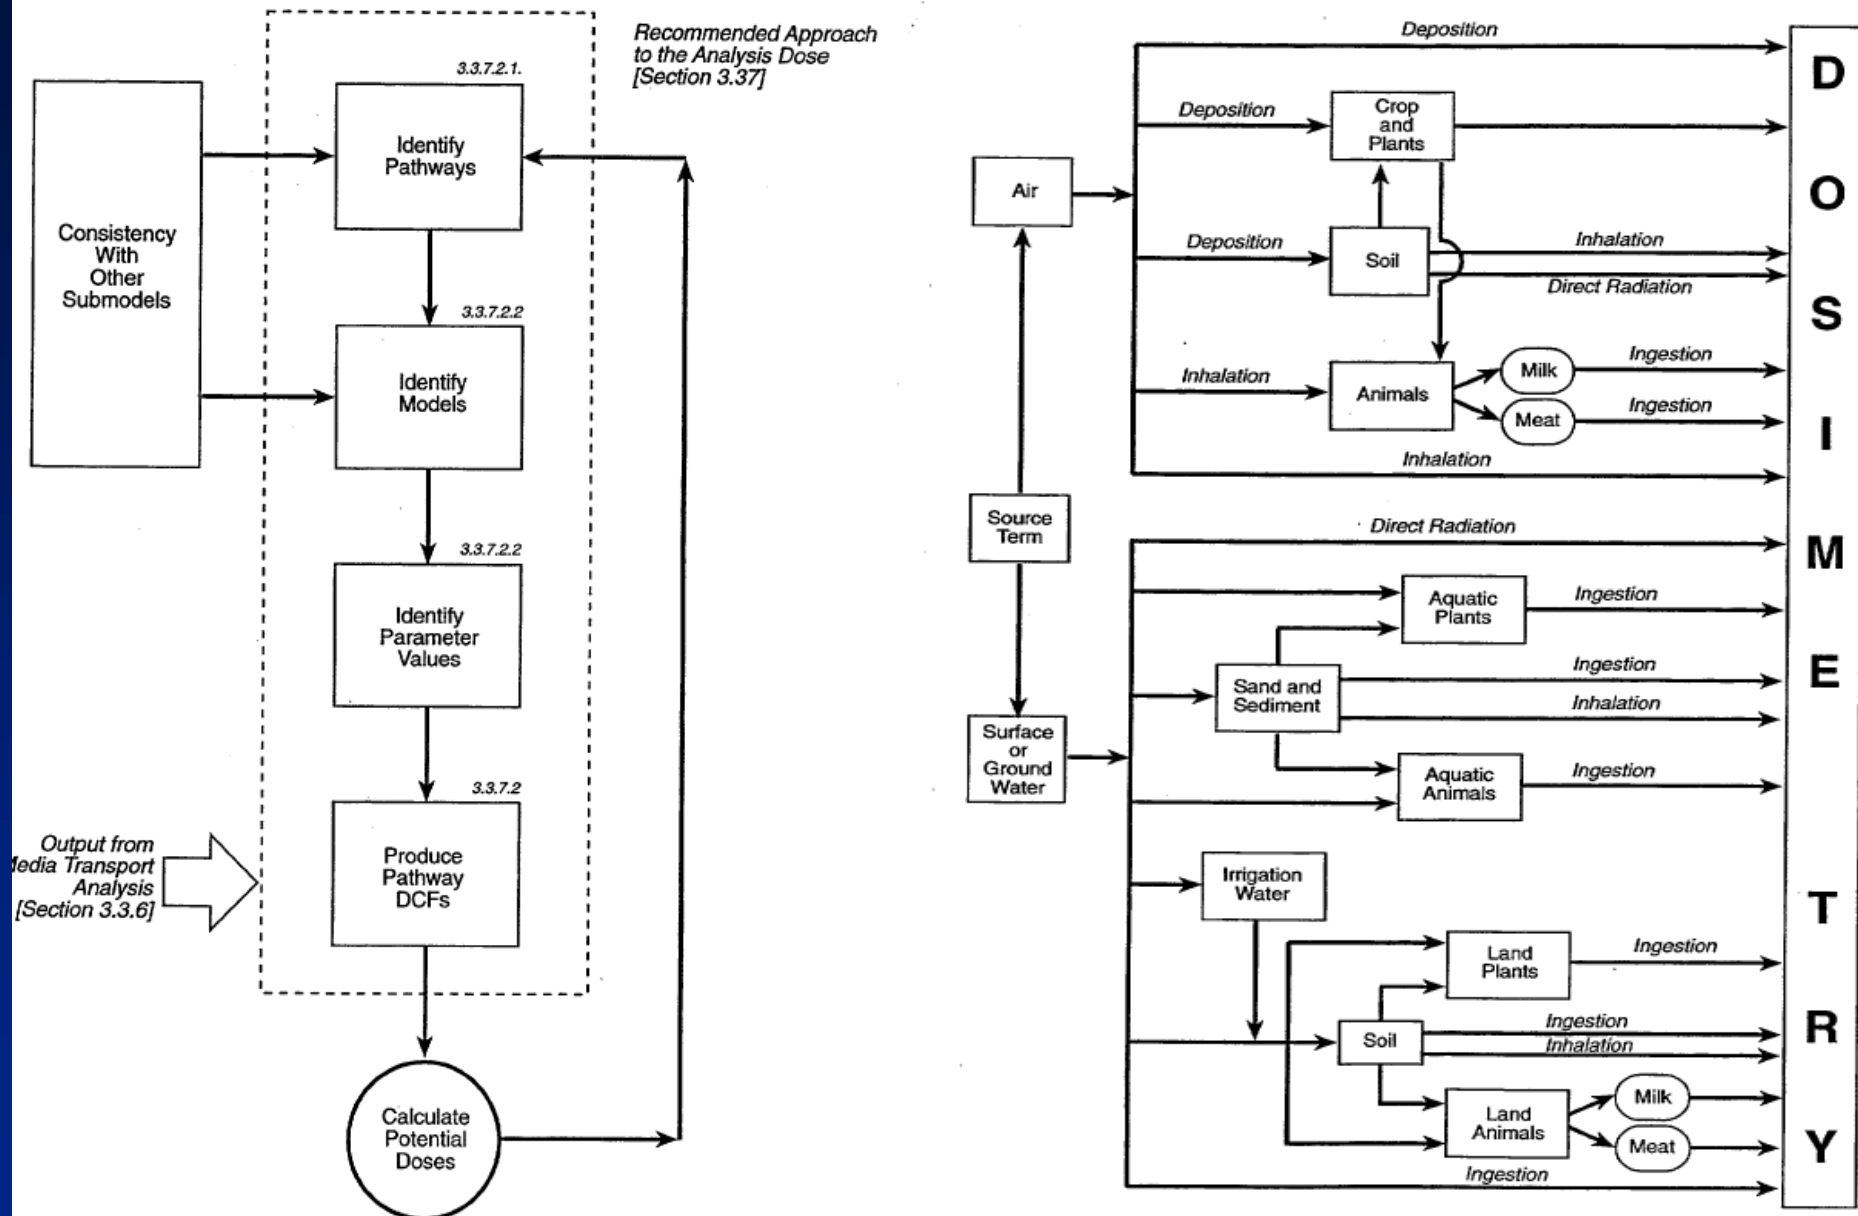 Recommended Approach
to the Analysis Dose
[Section 3.37]
3.3.7.2.1.
Identify
Pathways
Consistency
With
Other
Submodels
3.3.7.2.2
Identify
Models
3.3.7.2.2
Identify
Parameter
Values
3.3.7.2
Produce
Pathway
DCFs
Output from
Media Transport
Analysis
[Section 3.3.6]
Calculate
Potential
Doses
Source
Term
Air
Deposition
Deposition
Crop
and
Plants
Deposition
Soil
Inhalation
Direct Radiation
Inhalation
Animals
Milk
Ingestion
Meat
Ingestion
Inhalation
Surface
or
Ground
Water
Direct Radiation
Aquatic
Plants
Ingestion
Sand and
Sediment
Ingestion
Inhalation
Aquatic
Animals
Ingestion
Irrigation
Water
Land
Plants
Ingestion
Soil
Ingestion
Inhalation
Land
Animals
Milk
Meat
Ingestion
D
O
S
I
M
E
T
R
Y